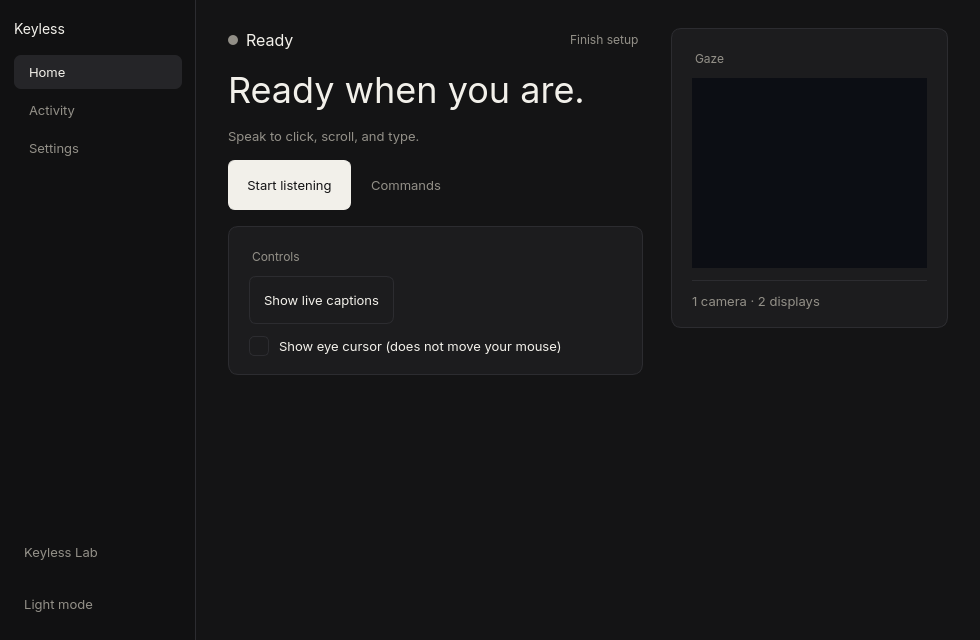 Keyless
Home
Activity
Settings
Keyless Lab
Light mode
Ready
Finish setup
Ready when you are.
Speak to click, scroll, and type.
Start listening
Commands
Controls
Show live captions
Show eye cursor (does not move your mouse)
Gaze
1 camera · 2 displays